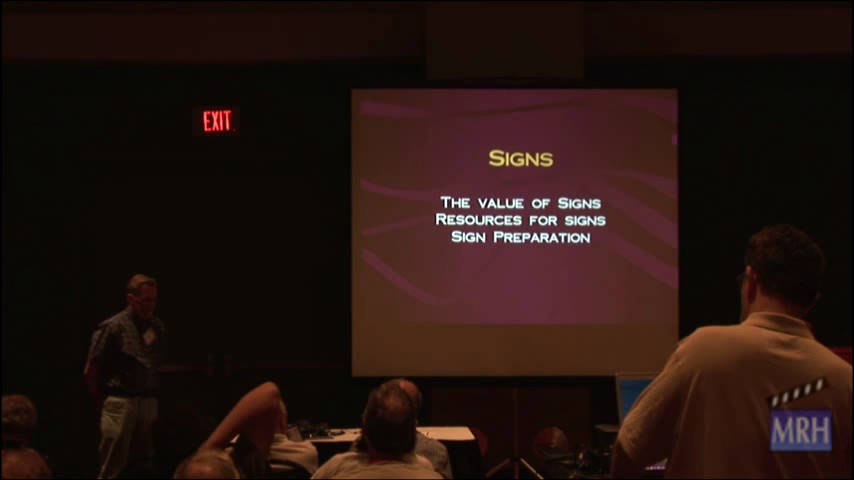 EXIT
SIGNS
THE VALUE OF SIGNS
RESOURCES FOR SIGNS
SIGN PREPARATION
MRH